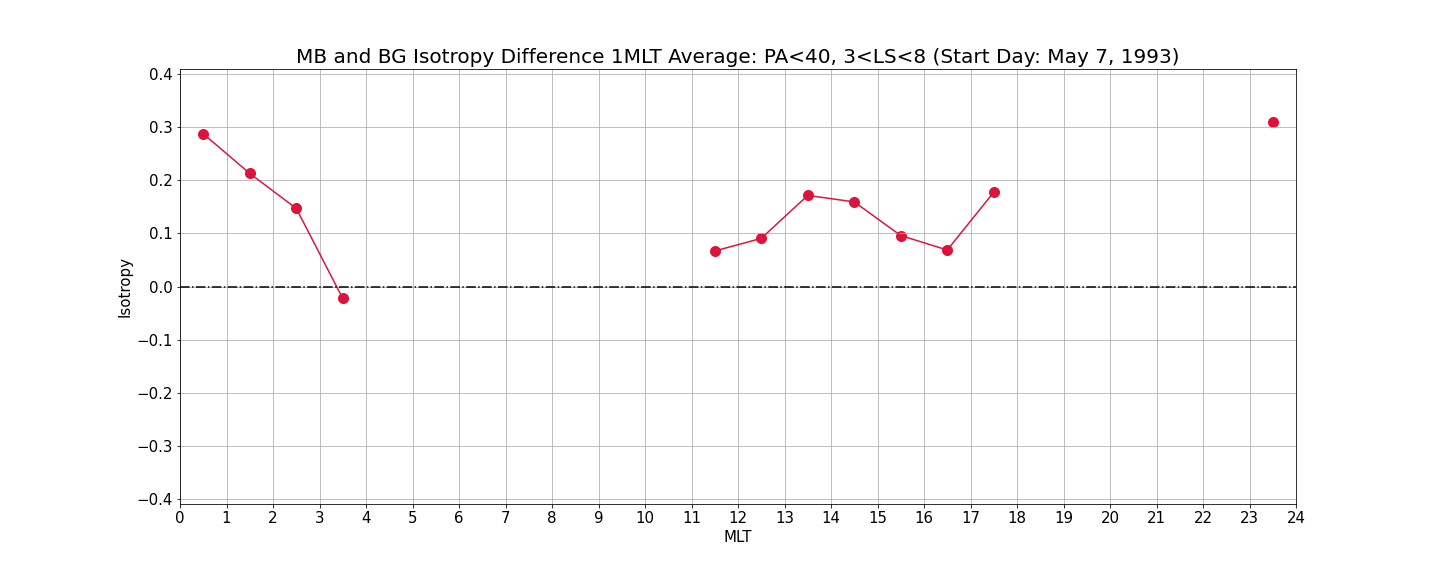 MB and BG Isotropy Difference 1MLT Average: PA<40, 3<LS<8 (Start Day: May 7, 1993)
0.4
0.3
0.2
0.1
0.0
−0.1
−0.2
−0.3
−0.4
Isotropy
0 1 2 3 4 5 6 7 8 9 10 11 12 13 14 15 16 17 18 19 20 21 22 23 24
MLT